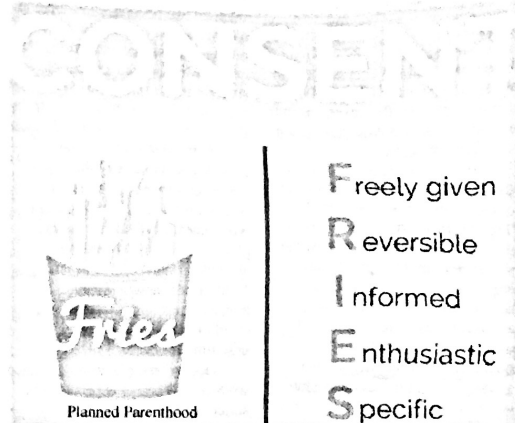 CONSENT
Fries
Planned Parenthood
Freely given
Reversible
Informed
Enthusiastic
Specific